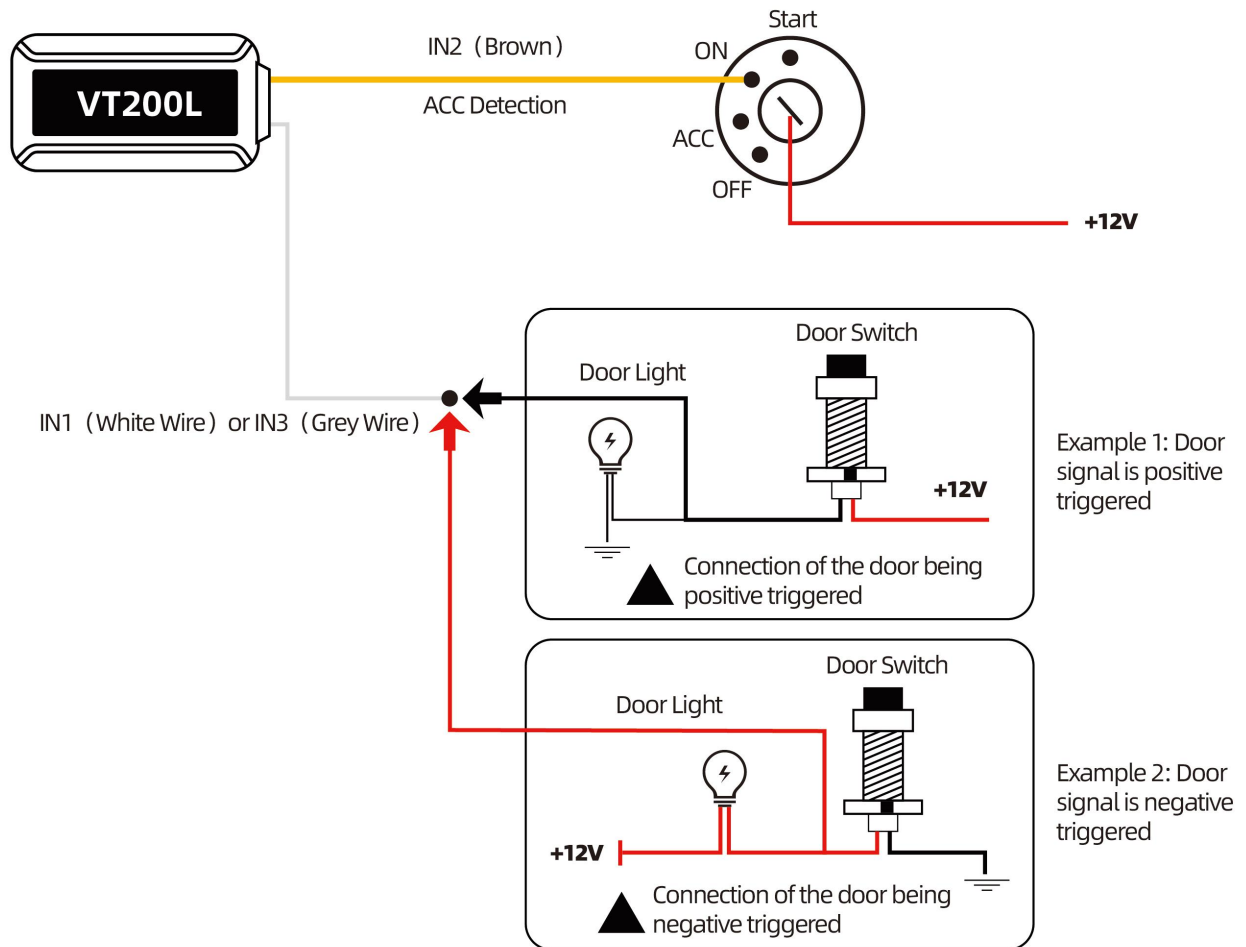 Start
IN2（Brown）
ON
VT200L
ACC Detection
ACC
OFF
+12V
Door Switch
Door Light
IN1（White Wire）or IN3（Grey Wire）
Example 1: Door
signal is positive
triggered
+12V
Connection of the door being
positive triggered
Door Switch
Door Light
Example 2: Door
signal is negative
triggered
+12V
Connection of the door being
negative triggered